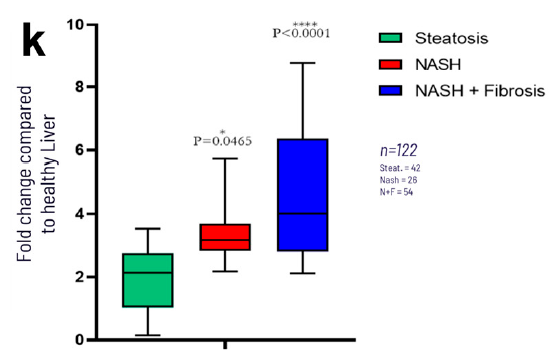 k
Fold change compared
to healthy Liver
10
8
6
4
2
0
*
P=0.0465
****
P<0.0001
Steatosis
NASH
NASH + Fibrosis
n=122
Steat. = 42
Nash = 26
N+F = 54